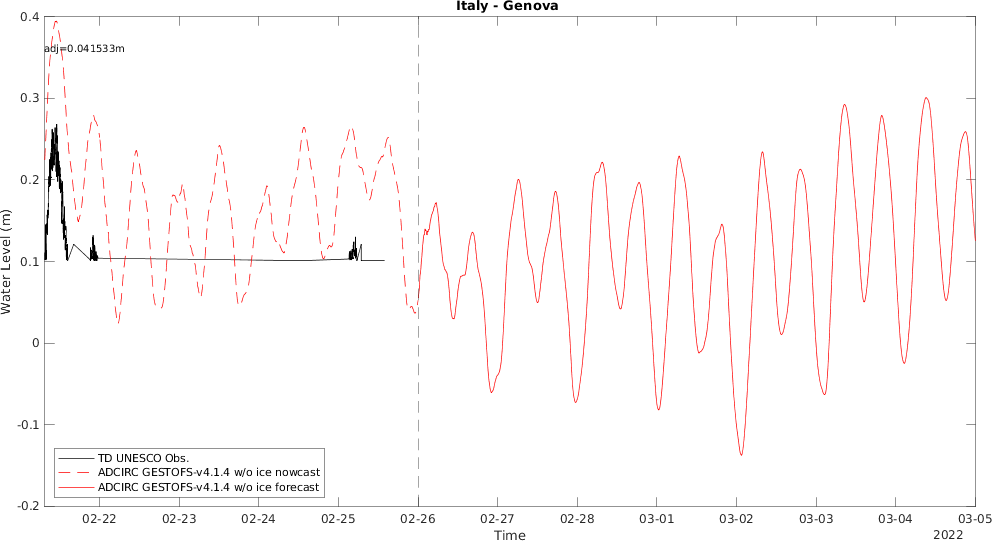 Italy - Genova
adj=0.041533m
0.4
0.3
0.2
0.1
0
-0.1
-0.2
Water Level (m)
TD UNESCO Obs.
ADCIRC GESTOFS-v4.1.4 w/o ice nowcast
ADCIRC GESTOFS-v4.1.4 w/o ice forecast
02-22 02-23 02-24 02-25 02-26 02-27 02-28 03-01 03-02 03-03 03-04 03-05
Time
2022